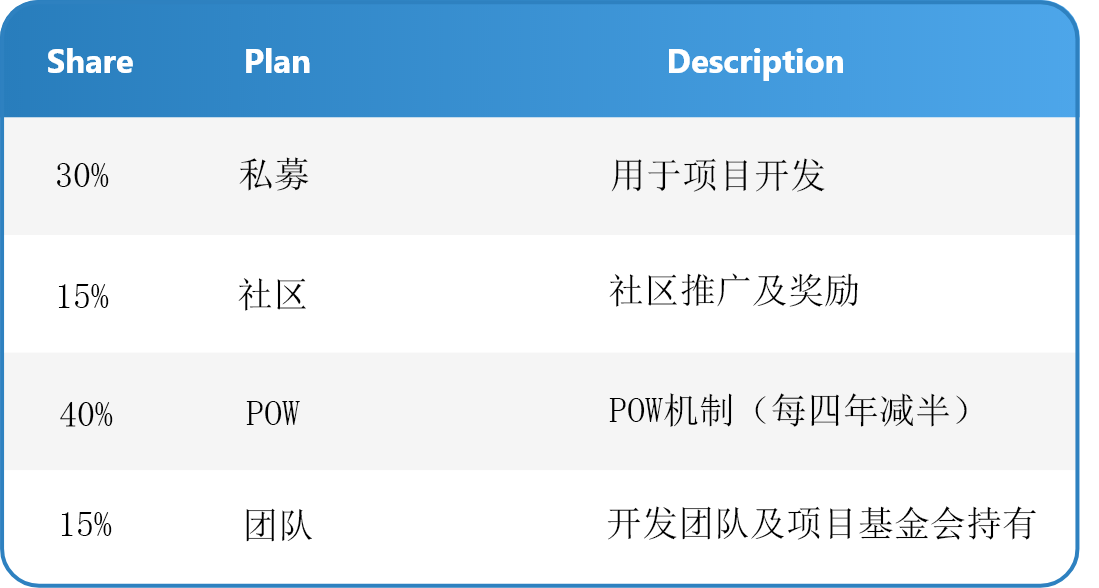 Share Plan Description
30% 私募 用于项目开发
15% 社区 社区推广及奖励
40% POW POW机制（每四年减半）
15% 团队 开发团队及项目基金会持有